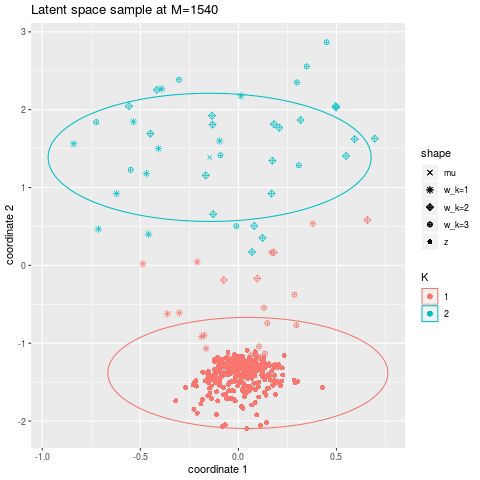 Latent space sample at M=1540
3
2
1
0
-1
-2
-1.0
-0.5
0.0
0.5
coordinate 1
coordinate 2
shape
mu
w_k=1
w_k=2
w_k=3
z
K
1
2